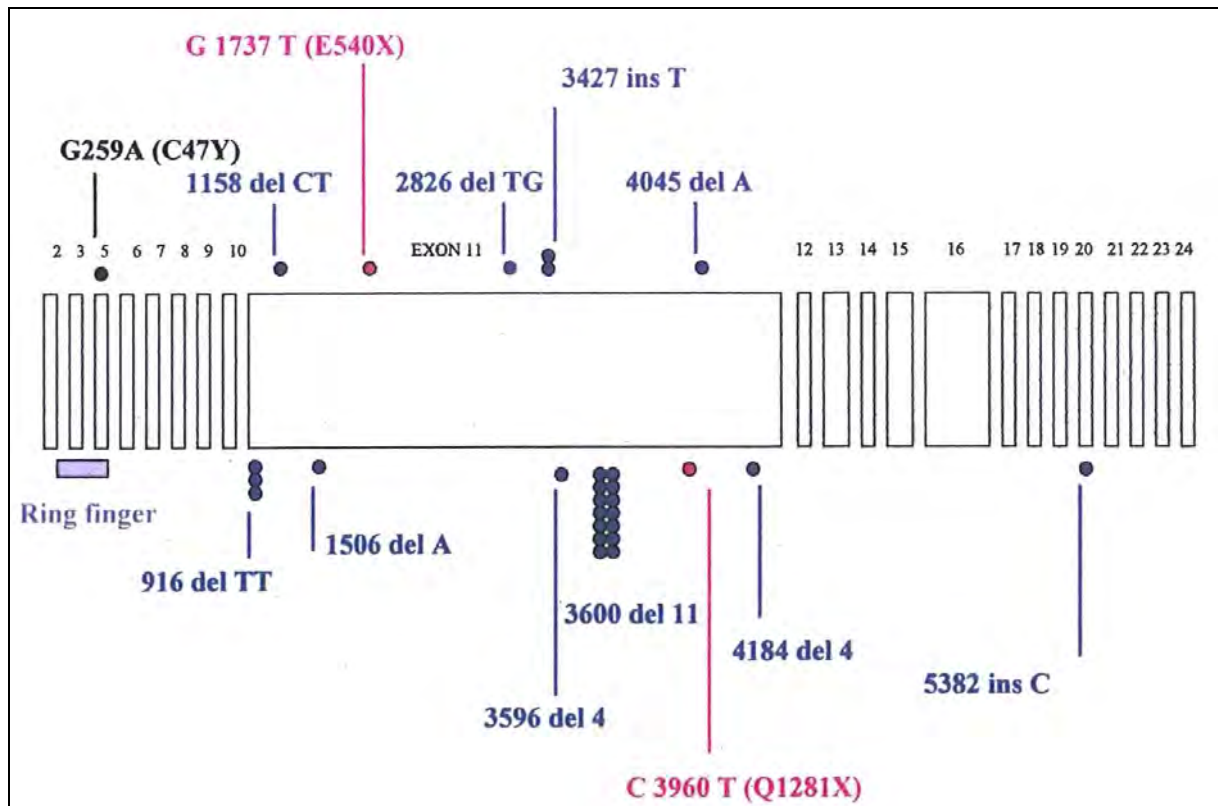 G 1737 T (E540X)
3427 ins T
G259A (C47Y)
1158 del CT
2826 del TG
4045 del A
2 3 5 6 7 8 9 10 EXON 11 12 13 14 15 16 17 18 19 20 21 22 23 24
Ring finger
1506 del A
916 del TT
3600 del 11
4184 del 4
5382 ins C
3596 del 4
C 3960 T (Q1281X)